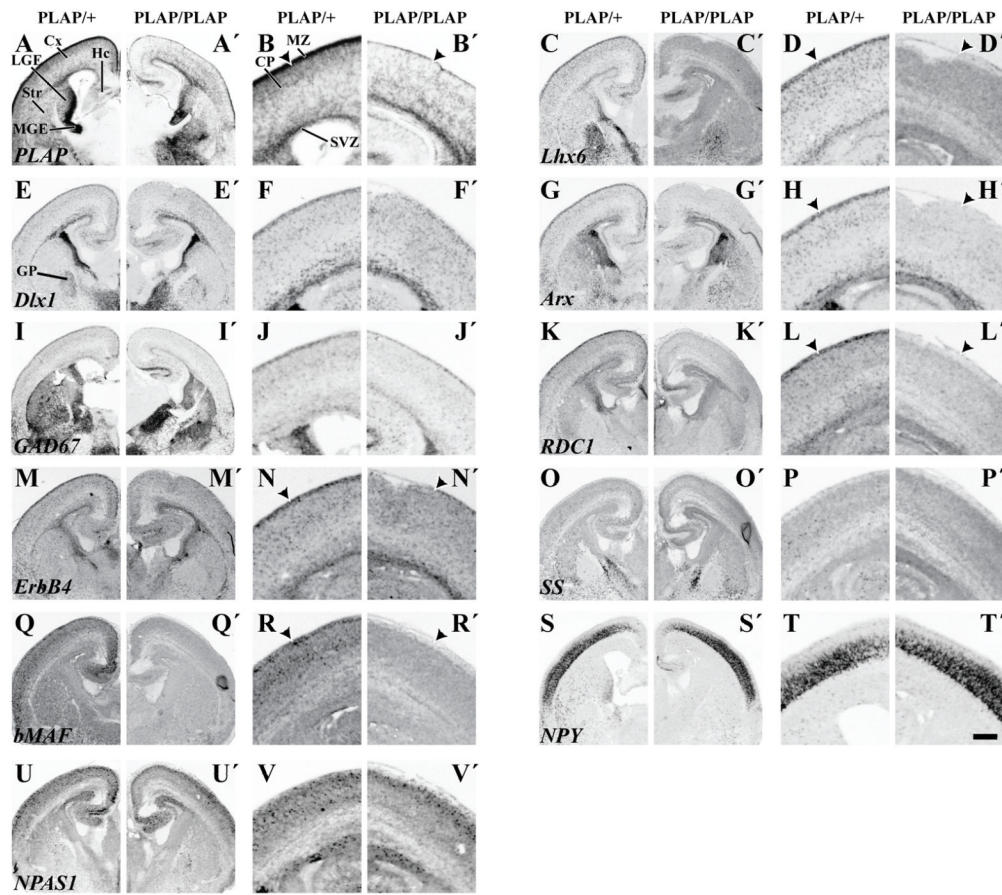 PLAP/+ PLAP/PLAP PLAP/+ PLAP/PLAP PLAP/+ PLAP/PLAP PLAP/+ PLAP/PLAP
A A´ B B´ C C´ D D´
Cx MZ
LGE Hc CP
Str
MGE SVZ
PLAP Lhx6
E E´ F F´ G G´ H H´
GP
Dlx1 Arx
I I´ J J´ K K´ L L´
GAD67 RDC1
M M´ N N´ O O´ P P´
ErbB4 SS
Q Q´ R R´ S S´ T T´
bMAF NPY
U U´ V V´
NPAS1